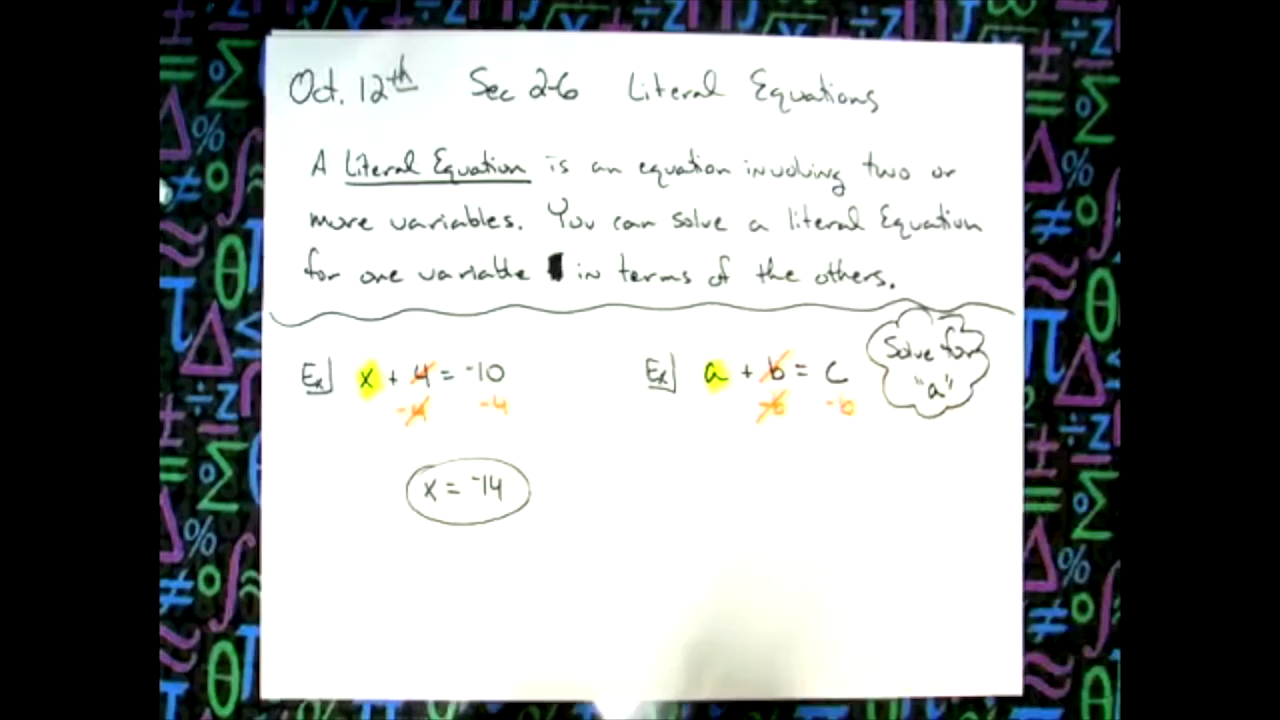 Oct. 12th Sec 2-6 Literal Equations
A Literal Equation is an equation involving two or
more variables. You can solve a literal Equation
for one variable in terms of the others.
Ex] x + 4 = -10
-4 -4
x = -14
Ex] a + b = c
-b -b
Solve for
"a"